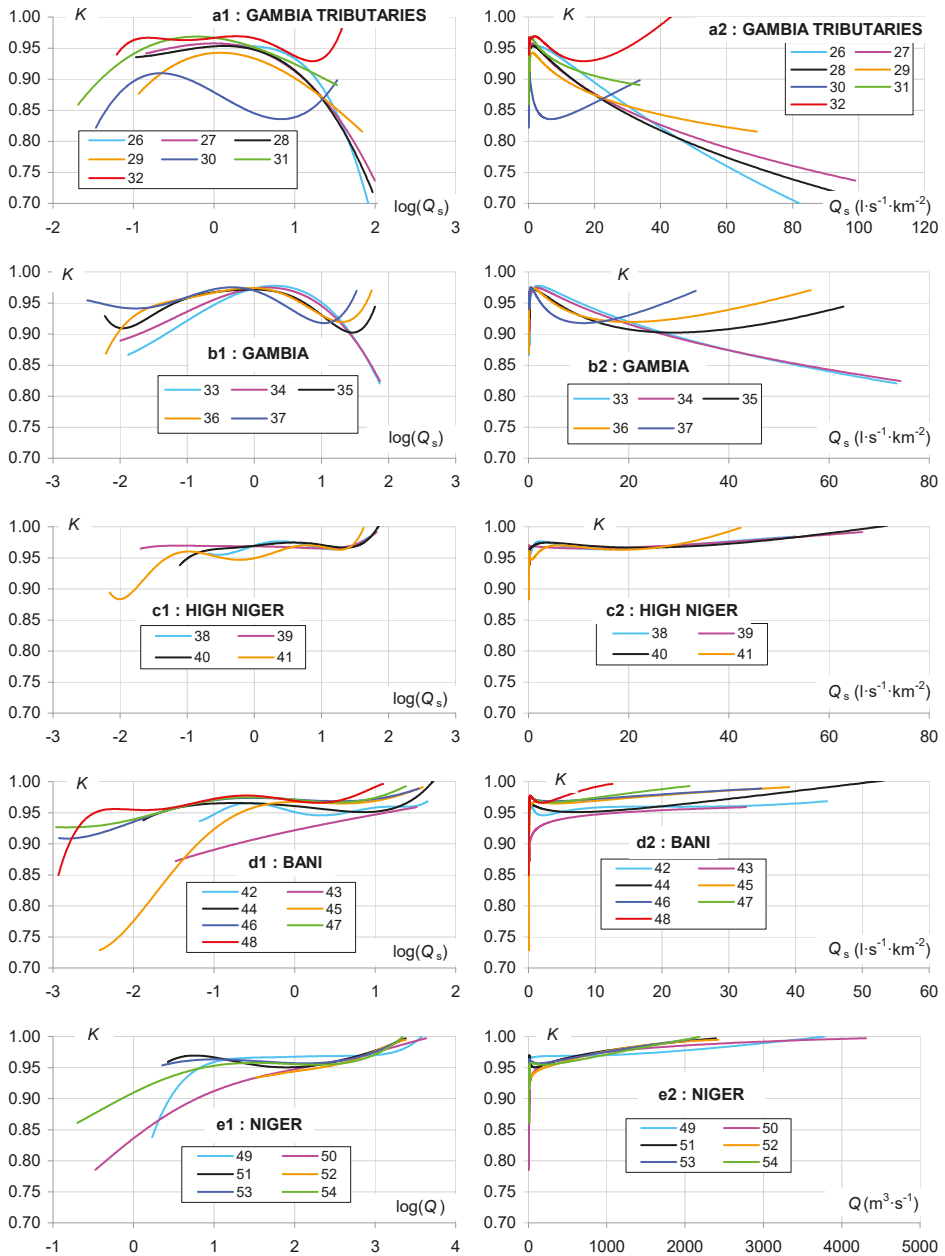 a1 : GAMBIA TRIBUTARIES
K
1.00
0.95
0.90
0.85
0.80
0.75
0.70
26 27 28
29 30 31
32
-2 -1 0 1 2 3
log(Qs)
a2 : GAMBIA TRIBUTARIES
K
1.00
0.95
0.90
0.85
0.80
0.75
0.70
26 27
28 29
30 31
32
0 20 40 60 80 100 120
Qs (l·s-1·km-2)
K
1.00
0.95
0.90
0.85
0.80
0.75
0.70
b1 : GAMBIA
33 34 35
36 37
log(Qs)
-3 -2 -1 0 1 2 3
K
1.00
0.95
0.90
0.85
0.80
0.75
0.70
b2 : GAMBIA
33 34 35
36 37
Qs (l·s-1·km-2)
0 20 40 60 80
K
1.00
0.95
0.90
0.85
0.80
0.75
0.70
c1 : HIGH NIGER
38 39
40 41
log(Qs)
-3 -2 -1 0 1 2 3
K
1.00
0.95
0.90
0.85
0.80
0.75
0.70
c2 : HIGH NIGER
38 39
40 41
Qs (l·s-1·km-2)
0 20 40 60 80
K
1.00
0.95
0.90
0.85
0.80
0.75
0.70
d1 : BANI
42 43
44 45
46 47
48
log(Qs)
-3 -2 -1 0 1 2
K
1.00
0.95
0.90
0.85
0.80
0.75
0.70
d2 : BANI
42 43
44 45
46 47
48
Qs (l·s-1·km-2)
0 10 20 30 40 50 60
K
1.00
0.95
0.90
0.85
0.80
0.75
0.70
e1 : NIGER
49 50
51 52
53 54
log(Q)
-1 0 1 2 3 4
K
1.00
0.95
0.90
0.85
0.80
0.75
0.70
e2 : NIGER
49 50
51 52
53 54
Q (m3·s-1)
0 1000 2000 3000 4000 5000